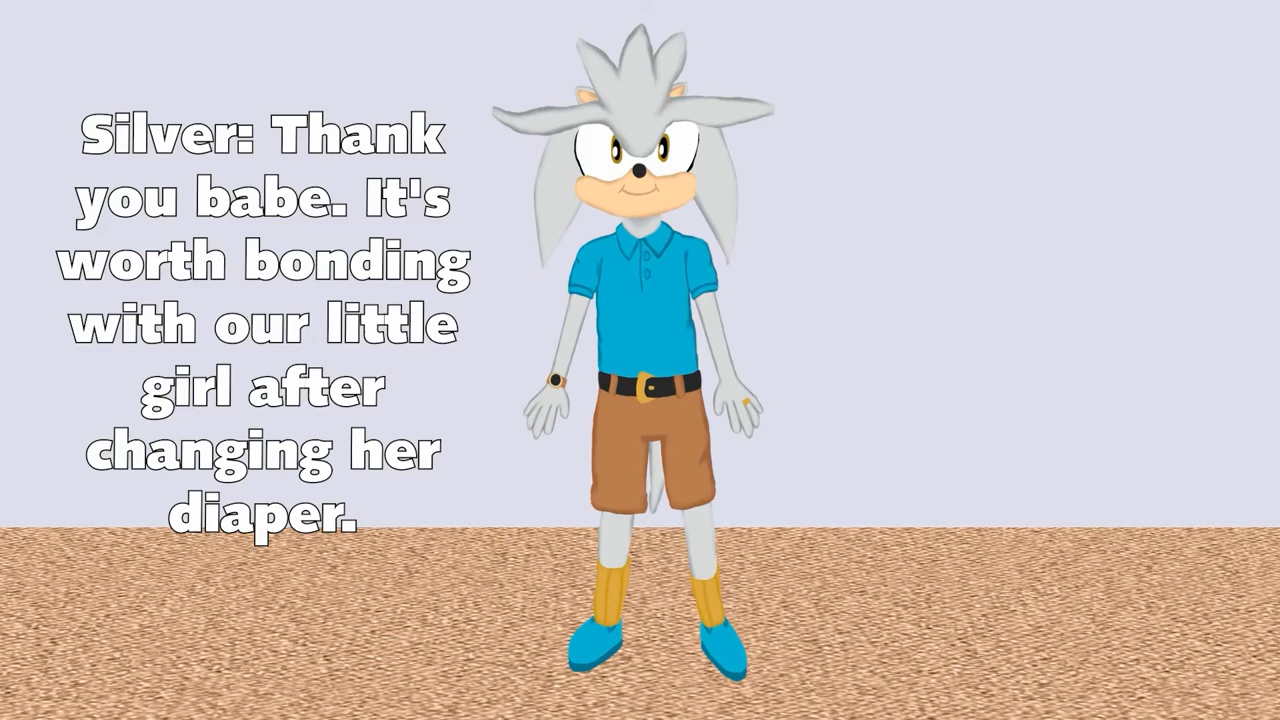 Silver: Thank
you babe. It's
worth bonding
with our little
girl after
changing her
diaper.